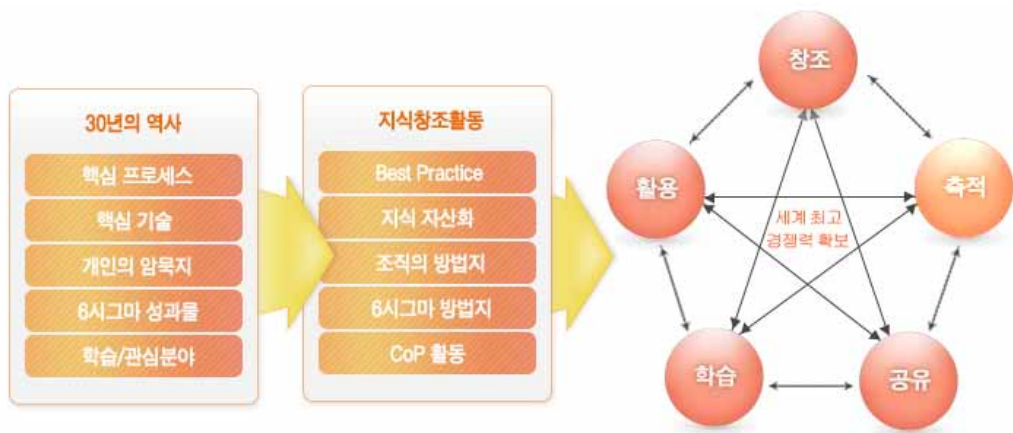 30년의 역사
핵심 프로세스
핵심 기술
개인의 암묵지
6시그마 성과물
학습/관심분야
지식창조활동
Best Practice
지식 자산화
조직의 방법지
6시그마 방법지
CoP 활동
창조
활용
측적
세계 최고
경쟁력 확보
학습
공유